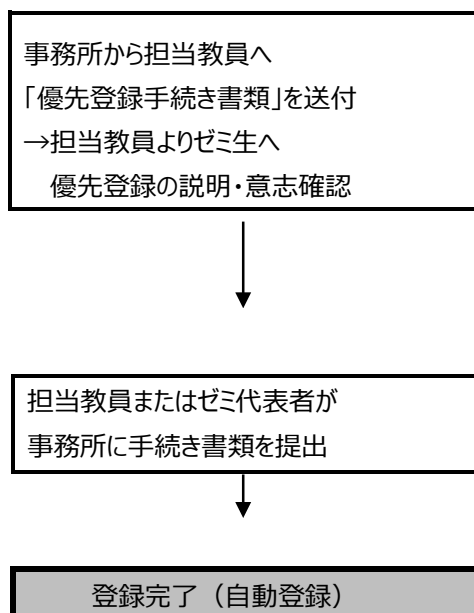 事務所から担当教員へ
「優先登録手続き書類」を送付
→担当教員よりゼミ生へ
優先登録の説明・意志確認
担当教員またはゼミ代表者が
事務所に手続き書類を提出
登録完了（自動登録）